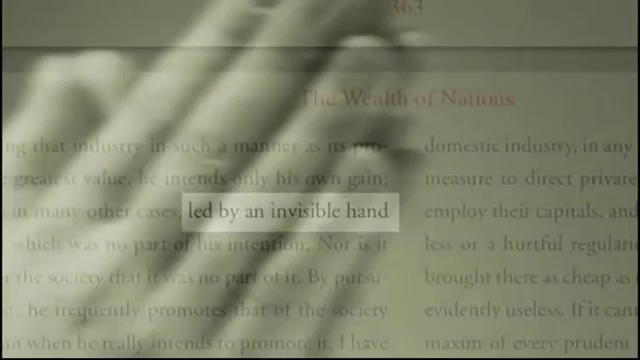 363
The Wealth of Nations
ing that industry in such a manner as its pro-
greatest value, he intends only his own gain;
in many other cases, led by an invisible hand
which was no part of his intention. Nor is it
the society that it was no part of it. By pursu-
he frequently promotes that of the society
when he really intends to promote it. I have
domestic industry, in any
measure to direct private
employ their capitals, and
less or a hurtful regulati
brought there as cheap as
evidently useless. If it can
maxim of every prudent